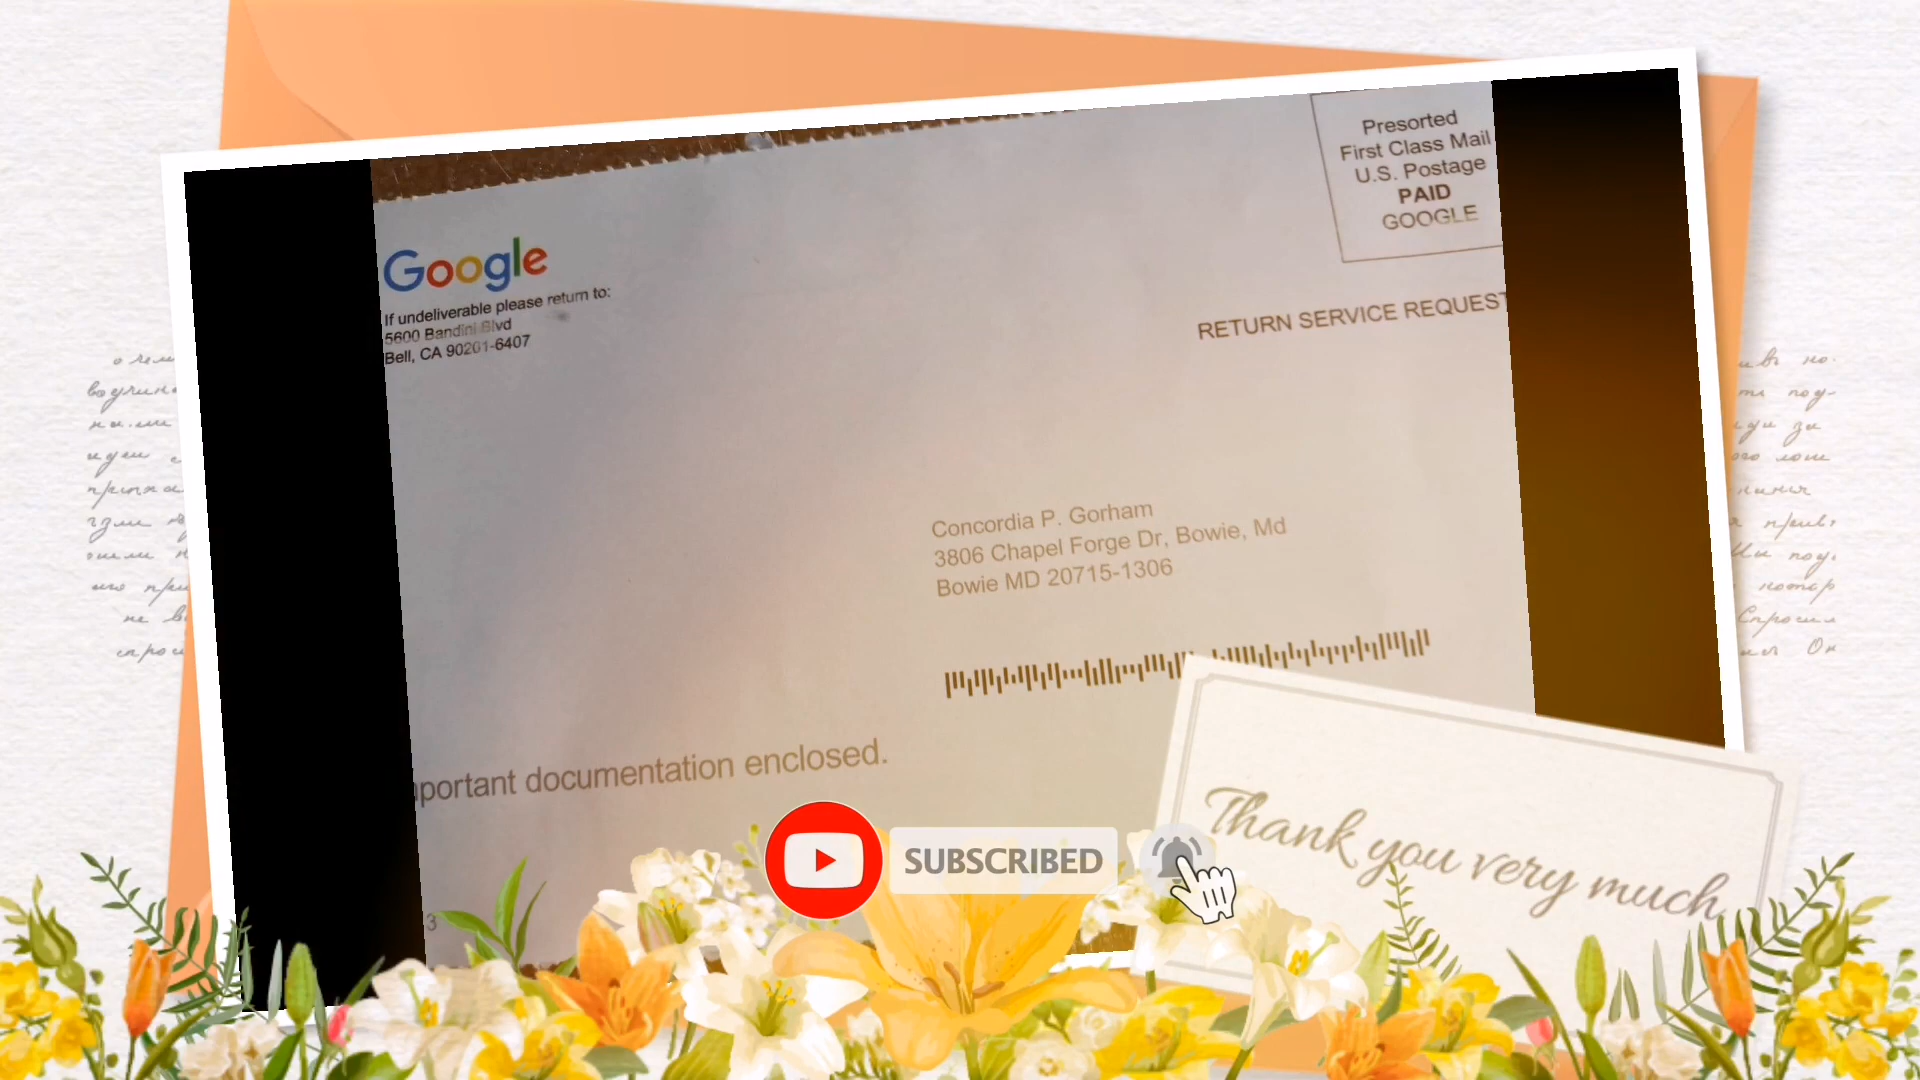 Google
If undeliverable please return to:
5600 Bandini Blvd
Bell, CA 90201-6407
Presorted
First Class Mail
U.S. Postage
PAID
GOOGLE
RETURN SERVICE REQUEST
Concordia P. Gorham
3806 Chapel Forge Dr, Bowie, Md
Bowie MD 20715-1306
portant documentation enclosed.
3
SUBSCRIBED
Thank you very much